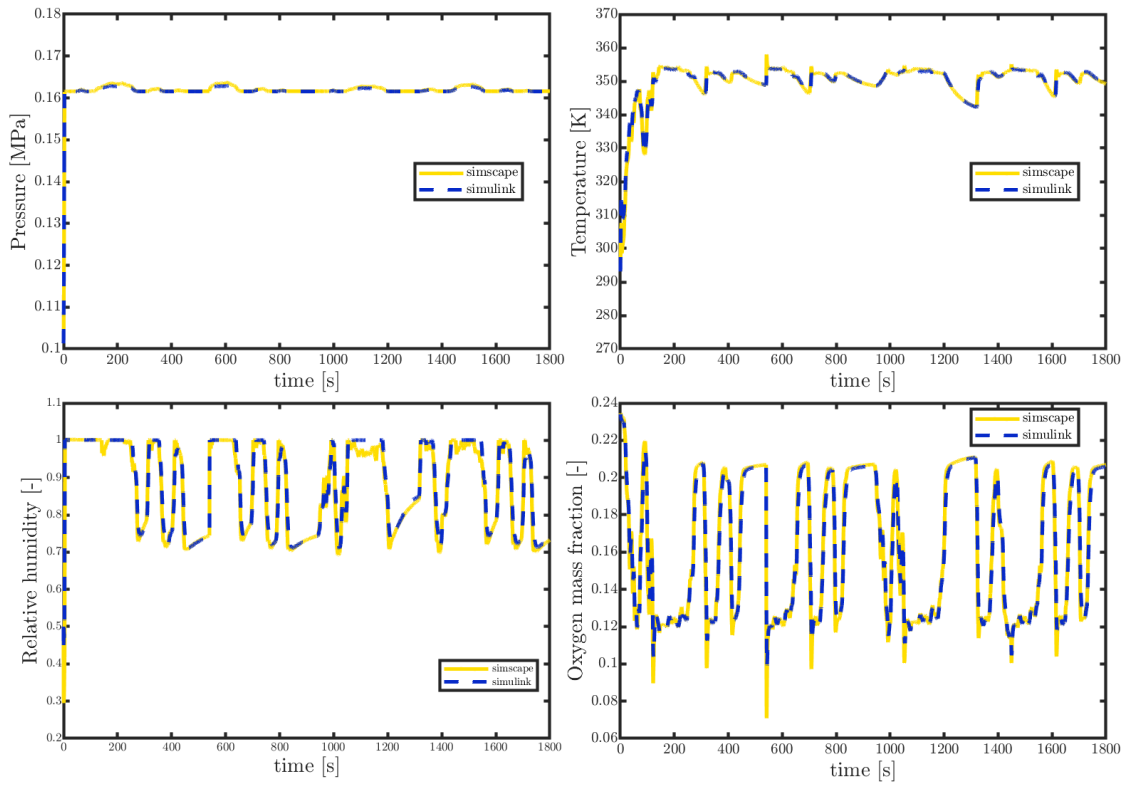 0.18
0.17
0.16
0.15
0.14
0.13
0.12
0.11
0.1
Pressure [MPa]
simscape
simulink
0 200 400 600 800 1000 1200 1400 1600 1800
time [s]
370
360
350
340
330
320
310
300
290
280
270
Temperature [K]
simscape
simulink
0 200 400 600 800 1000 1200 1400 1600 1800
time [s]
1.1
1
0.9
0.8
0.7
0.6
0.5
0.4
0.3
0.2
Relative humidity [-]
simscape
simulink
0 200 400 600 800 1000 1200 1400 1600 1800
time [s]
0.24
0.22
0.2
0.18
0.16
0.14
0.12
0.1
0.08
0.06
Oxygen mass fraction [-]
simscape
simulink
0 200 400 600 800 1000 1200 1400 1600 1800
time [s]